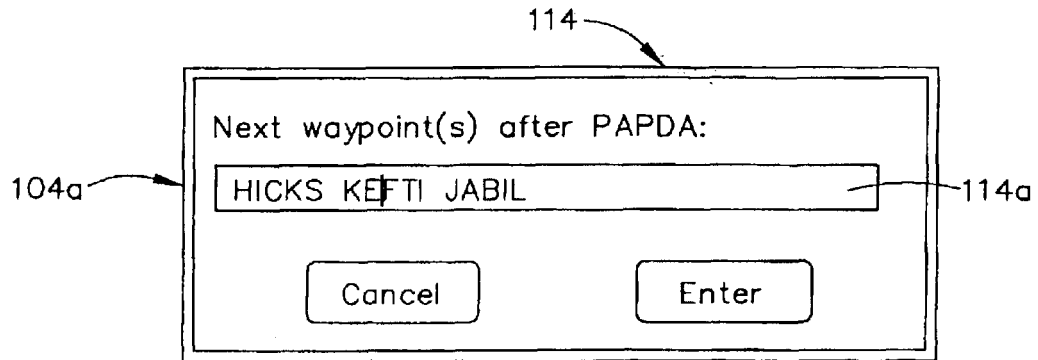 114
Next waypoint(s) after PAPDA:
104a
HICKS KEFTI JABIL
114a
Cancel
Enter